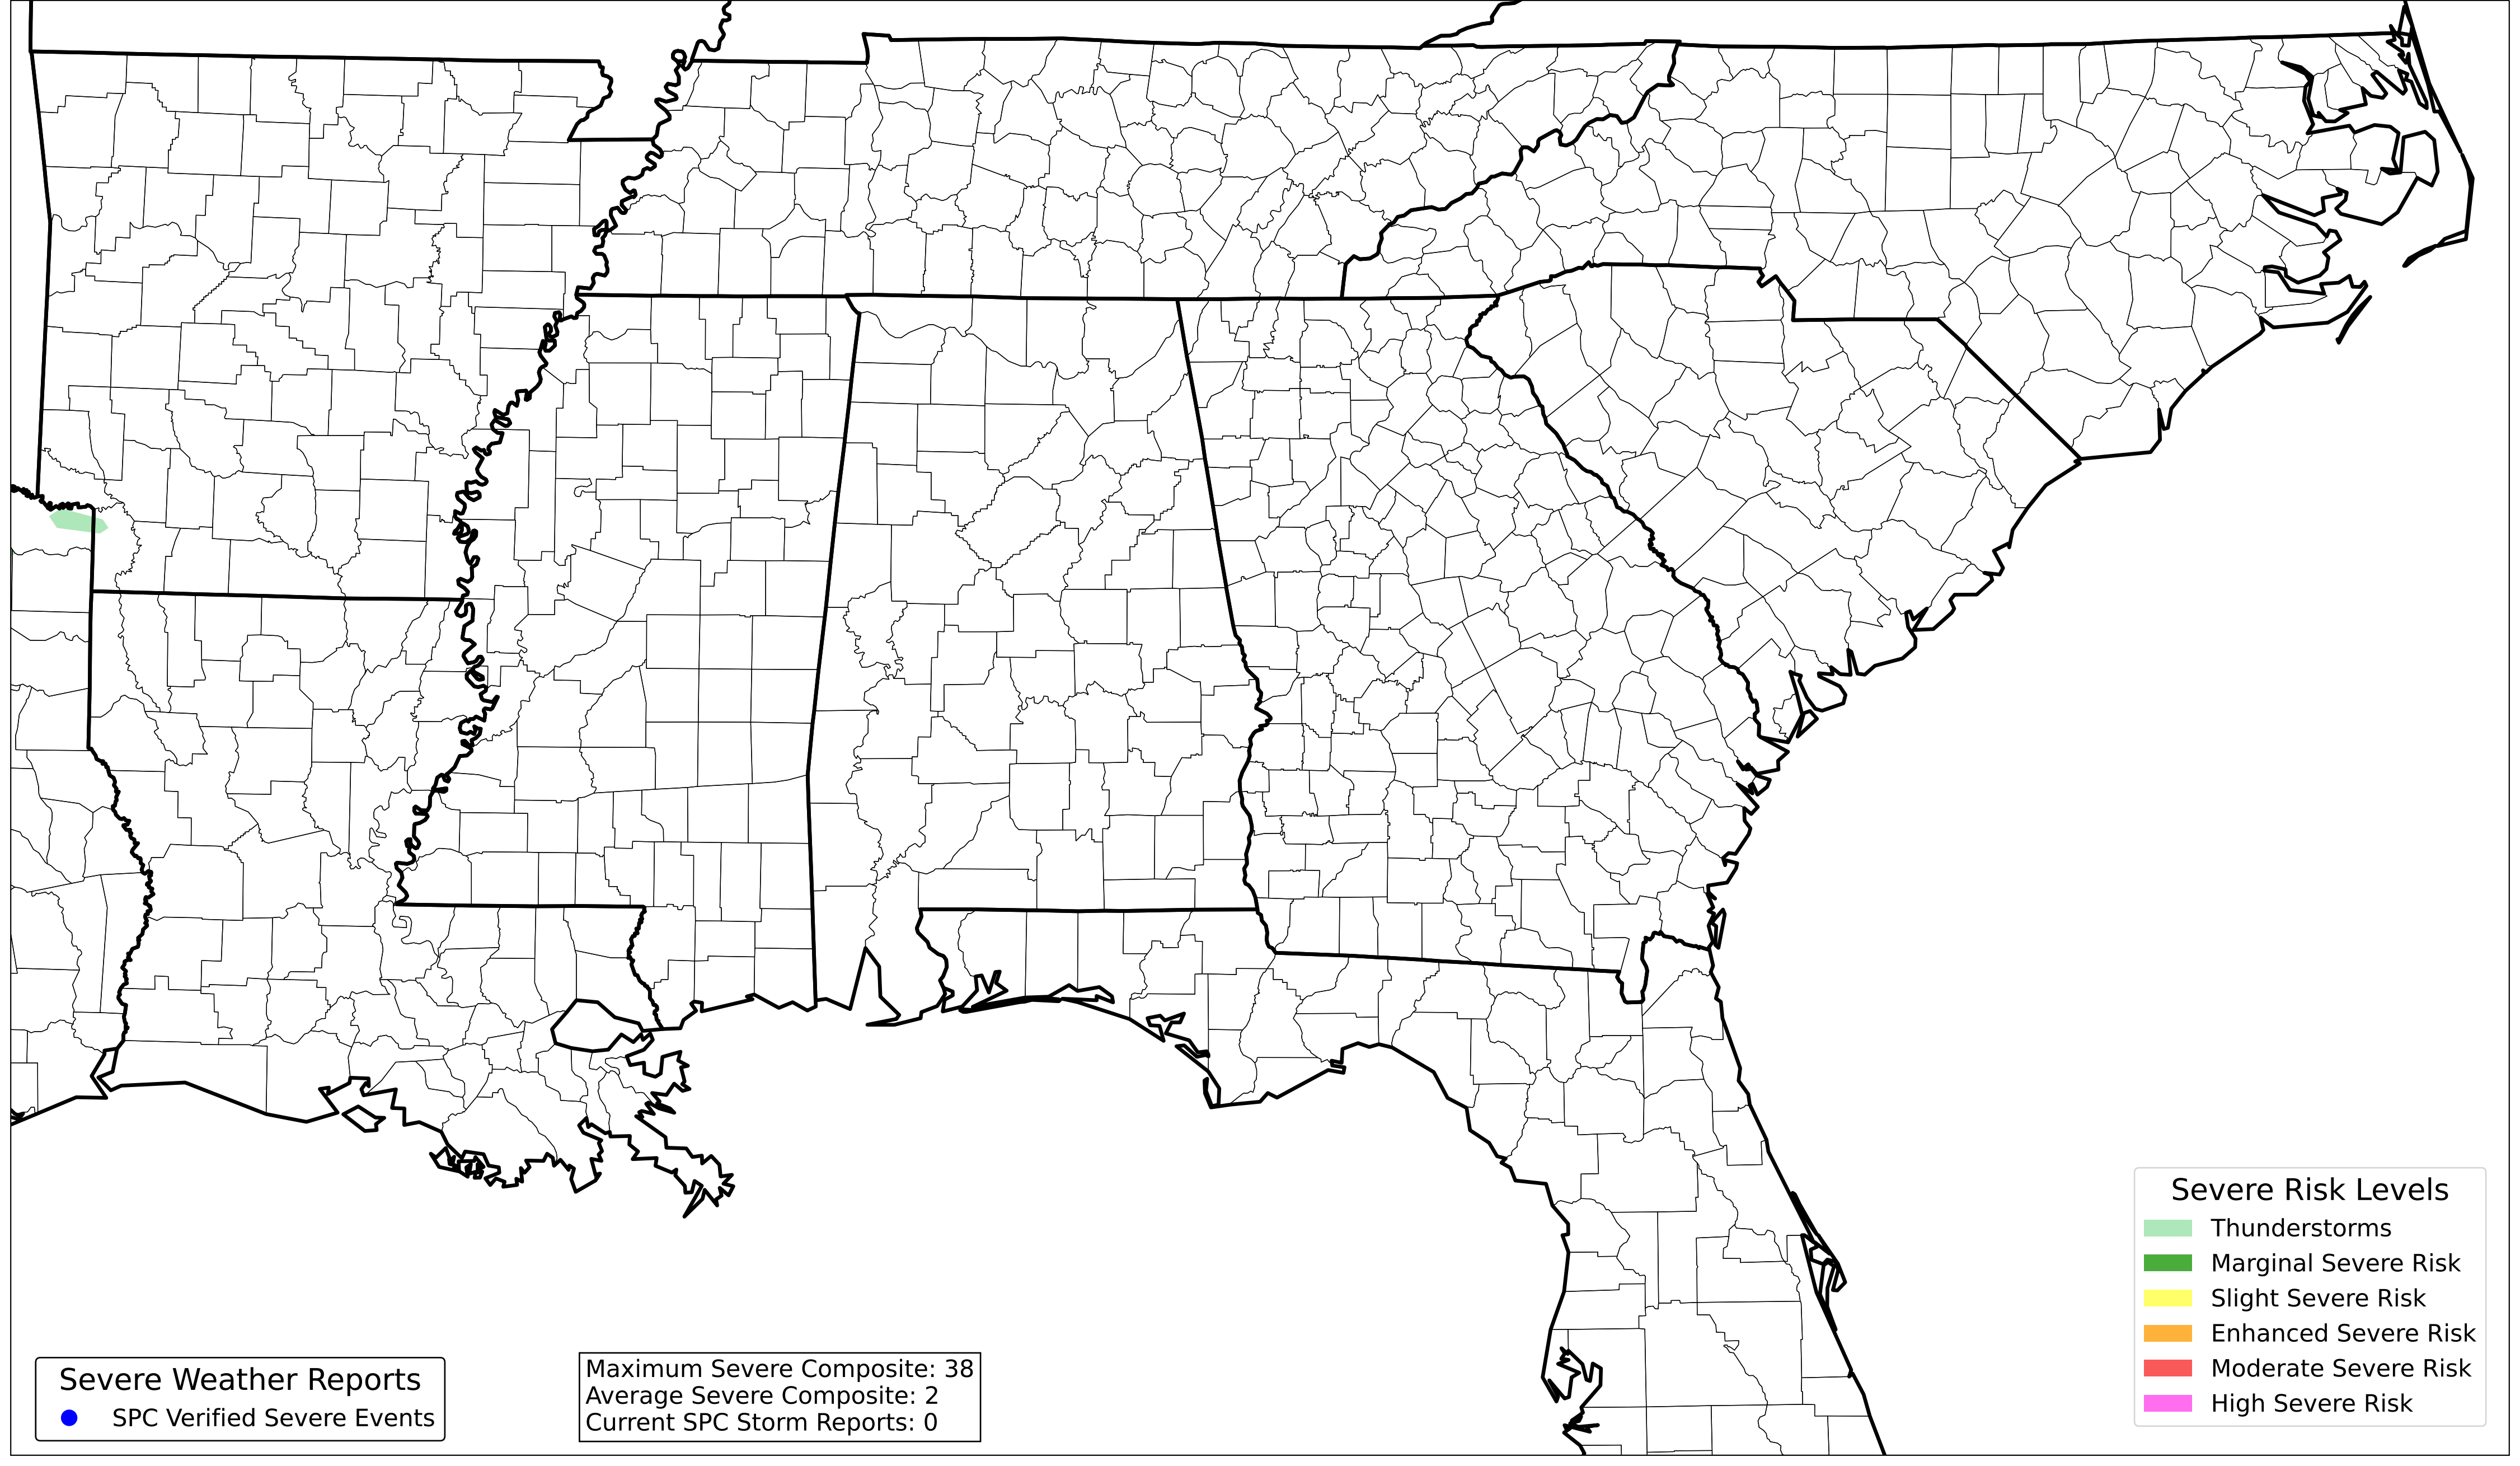 Severe Risk Levels
Thunderstorms
Marginal Severe Risk
Slight Severe Risk
Enhanced Severe Risk
Moderate Severe Risk
High Severe Risk
Severe Weather Reports
SPC Verified Severe Events
Maximum Severe Composite: 38
Average Severe Composite: 2
Current SPC Storm Reports: 0